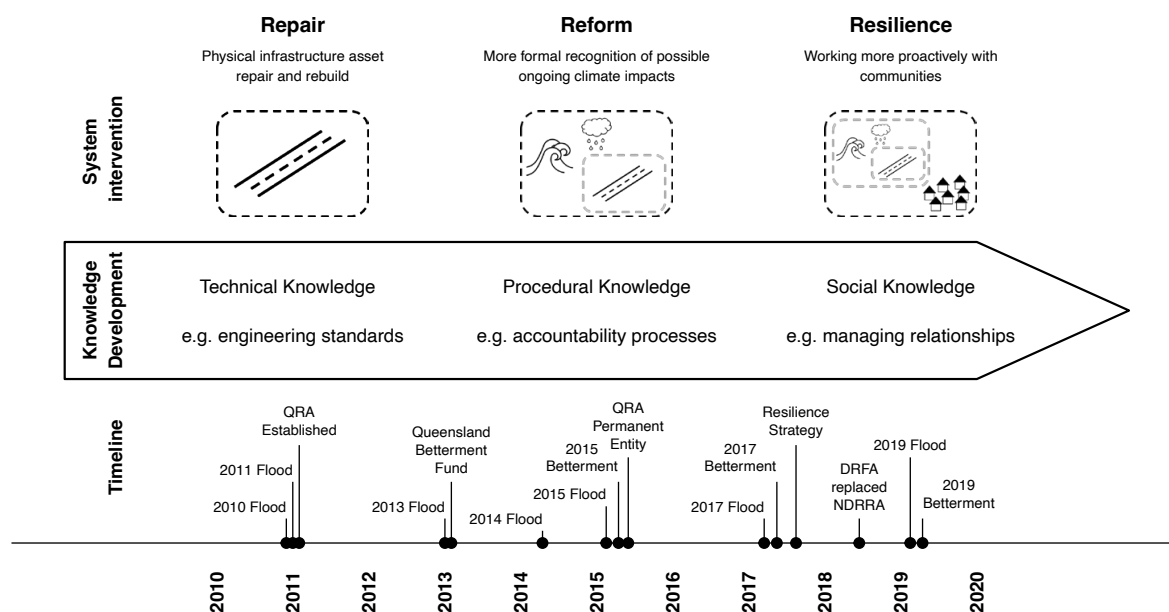 Repair
Physical infrastructure asset
repair and rebuild
Reform
More formal recognition of possible
ongoing climate impacts
Resilience
Working more proactively with
communities
System
intervention
Knowledge
Development
Technical Knowledge
e.g. engineering standards
Procedural Knowledge
e.g. accountability processes
Social Knowledge
e.g. managing relationships
Timeline
2010 Flood
2011 Flood
QRA
Established
2013 Flood
Queensland
Betterment
Fund
2014 Flood
2015 Flood
2015
Betterment
QRA
Permanent
Entity
2017 Flood
2017
Betterment
Resilience
Strategy
DRFA
replaced
NDRRA
2019 Flood
2019
Betterment
2010
2011
2012
2013
2014
2015
2016
2017
2018
2019
2020